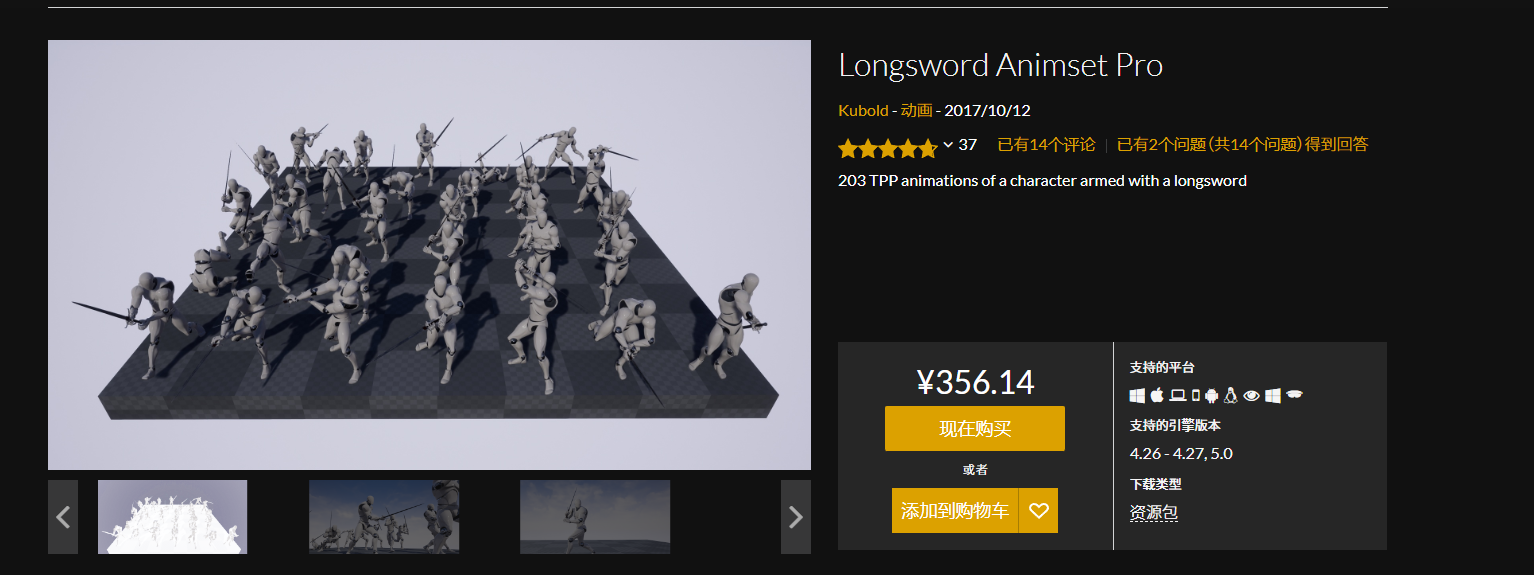 Longsword Animset Pro
Kubold - 动画 - 2017/10/12
37 已有14个评论 | 已有2个问题(共14个问题)得到回答
203 TPP animations of a character armed with a longsword
¥356.14
现在购买
或者
添加到购物车
支持的平台
支持的引擎版本
4.26 - 4.27, 5.0
下载类型
资源包